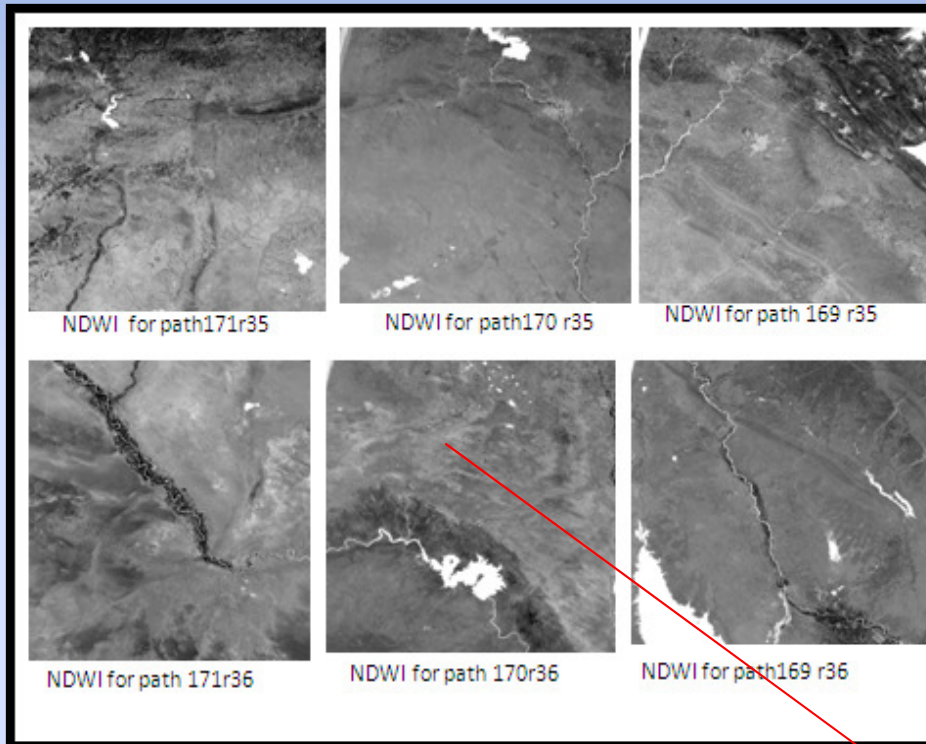 NDWI for path171r35
NDWI for path170 r35
NDWI for path 169 r35
NDWI for path 171r36
NDWI for path 170r36
NDWI for path169 r36